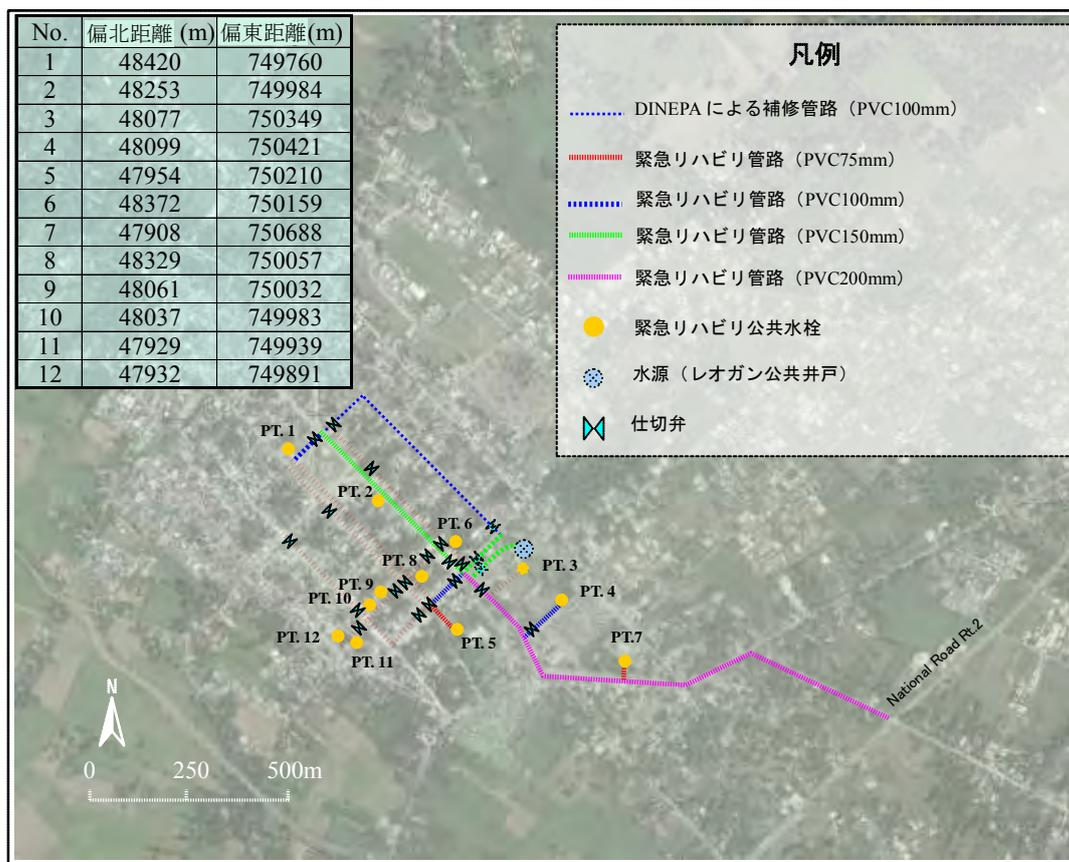 No. 偏北距離 (m) 偏東距離(m)
1 48420 749760
2 48253 749984
3 48077 750349
4 48099 750421
5 47954 750210
6 48372 750159
7 47908 750688
8 48329 750057
9 48061 750032
10 48037 749983
11 47929 749939
12 47932 749891
凡例
DINEPA による補修管路（PVC100mm）
緊急リハビリ管路（PVC75mm）
緊急リハビリ管路（PVC100mm）
緊急リハビリ管路（PVC150mm）
緊急リハビリ管路（PVC200mm）
緊急リハビリ公共水栓
水源（レオガン公共井戸）
仕切弁
PT. 1
PT. 2
PT. 6
PT. 8
PT. 3
PT. 9
PT. 4
PT. 10
PT. 12
PT. 5
PT. 11
PT.7
National Road Rt.2
N
0 250 500m